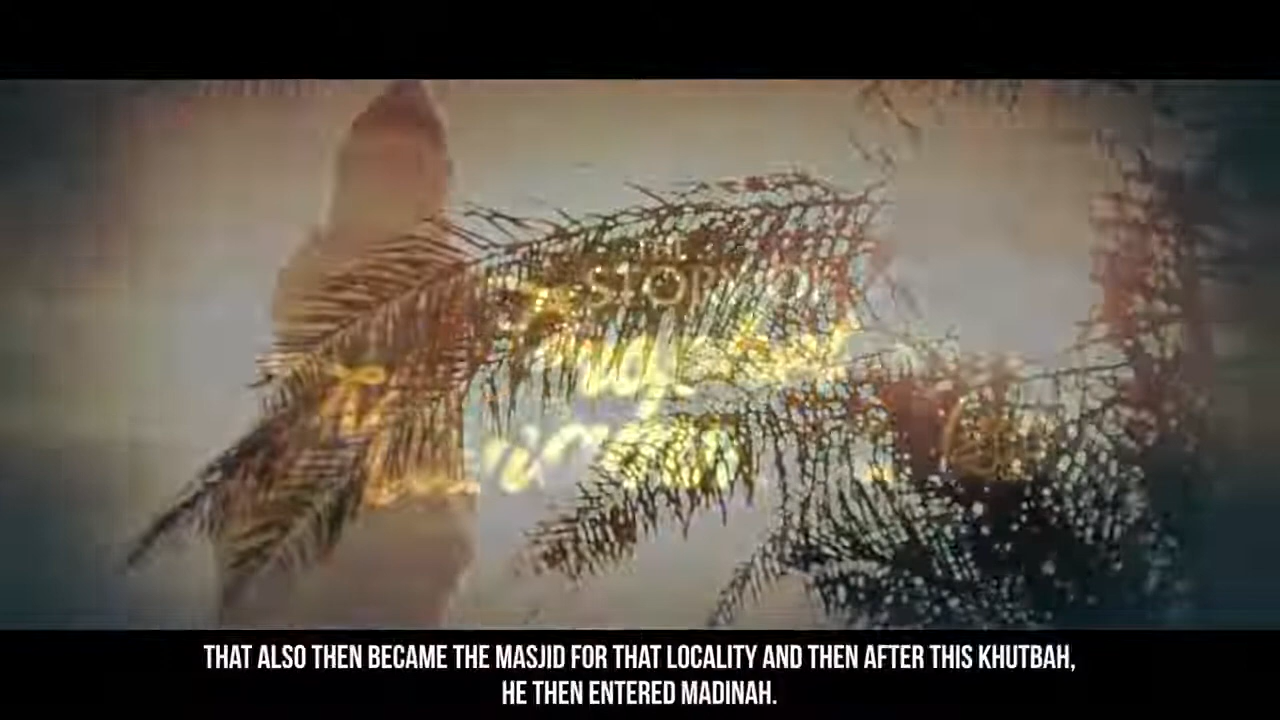 THE
STORY OF
THAT ALSO THEN BECAME THE MASJID FOR THAT LOCALITY AND THEN AFTER THIS KHUTBAH,
HE THEN ENTERED MADINAH.